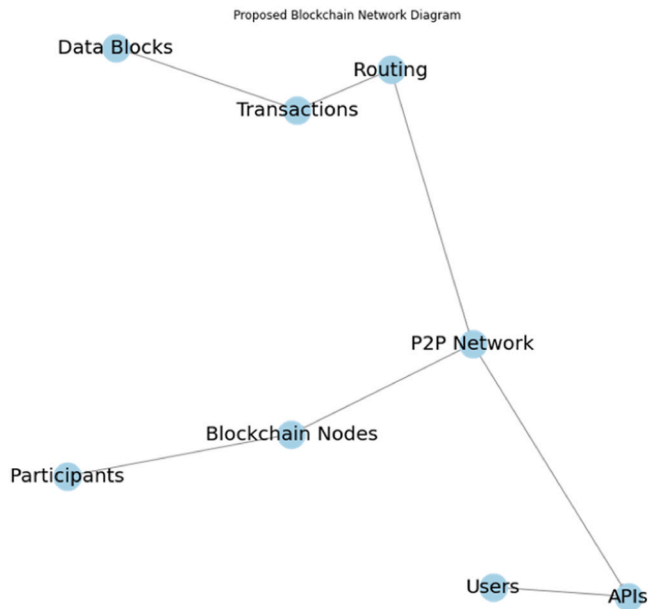 Proposed Blockchain Network Diagram
Data Blocks
Routing
Transactions
P2P Network
Blockchain Nodes
Participants
Users
APIs